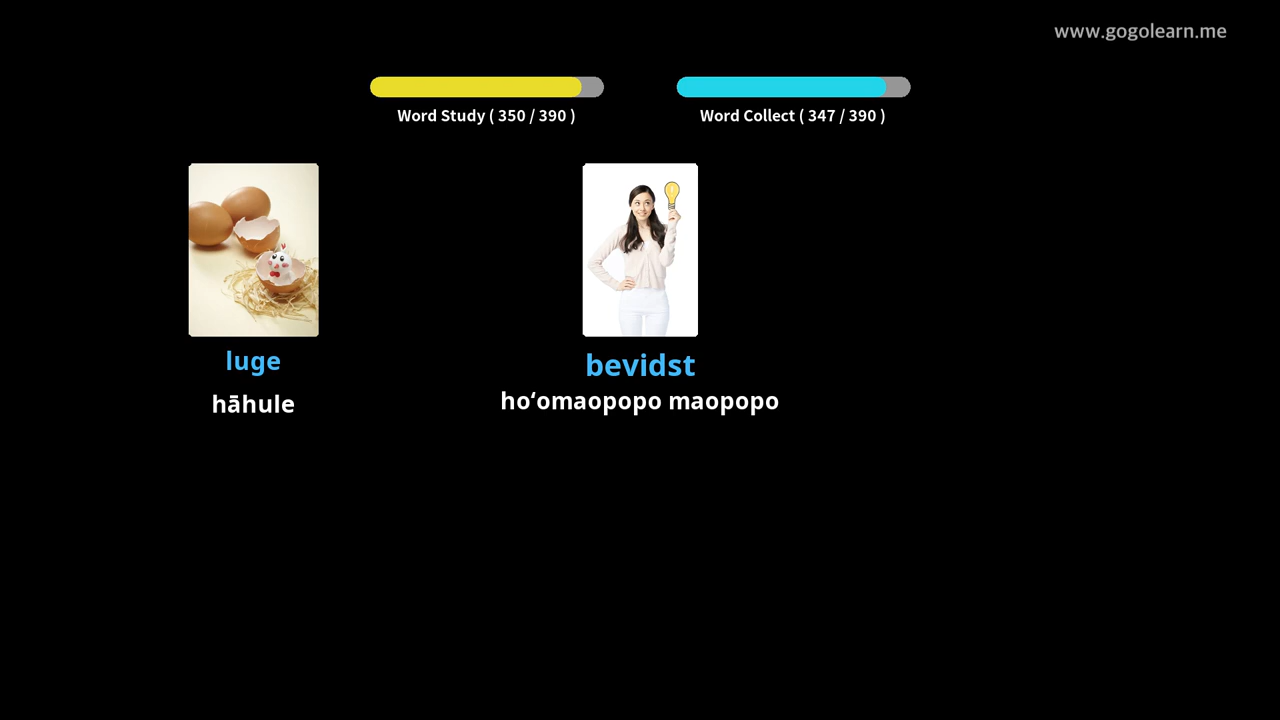 www.gogolearn.me
Word Study ( 350 / 390 )
Word Collect ( 347 / 390 )
luge
hāhule
bevidst
hoʻomaopopo maopopo